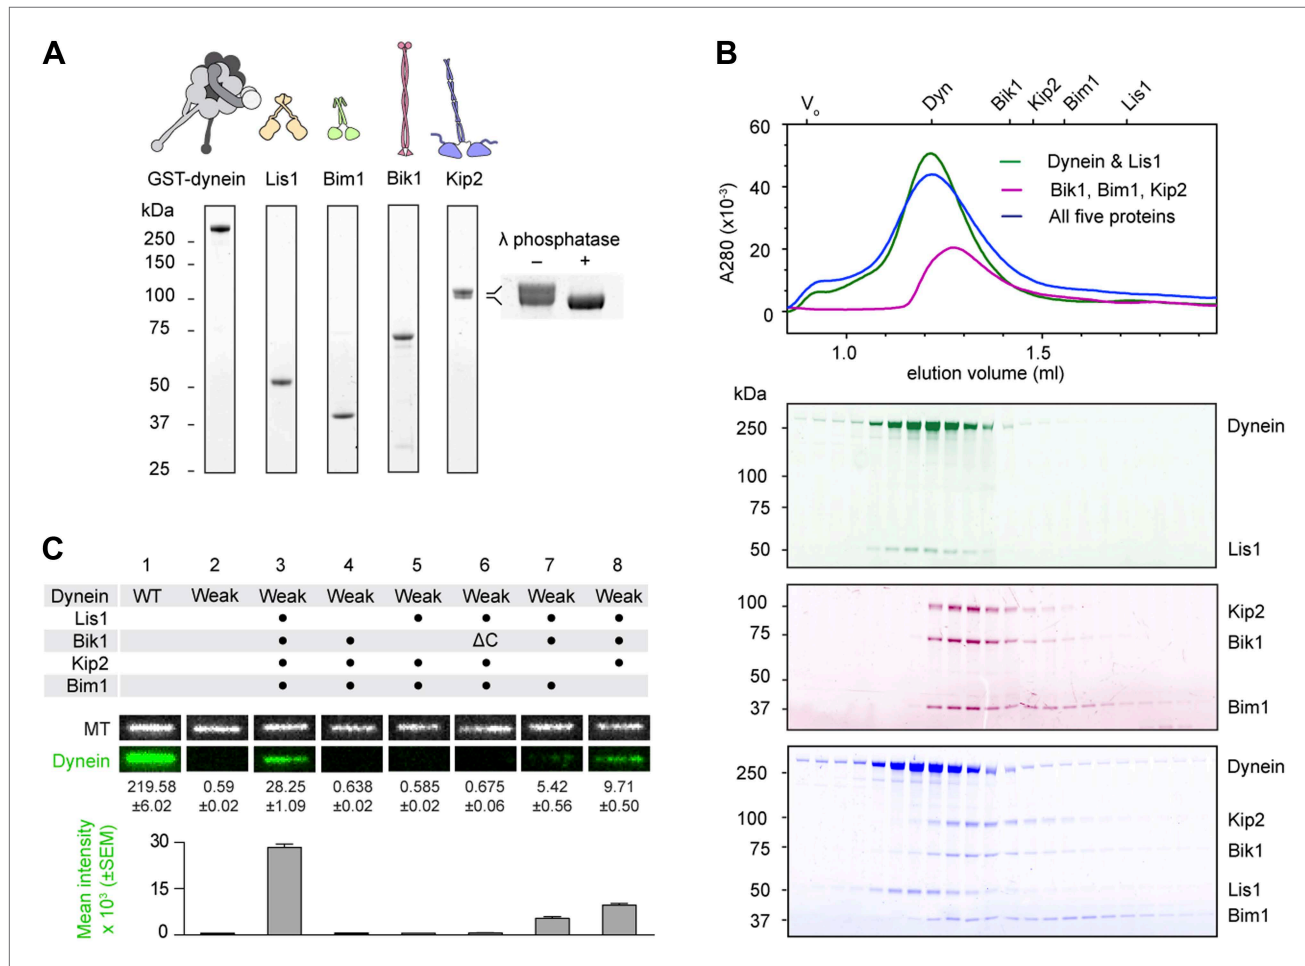 A
GST-dynein Lis1 Bim1 Bik1 Kip2
kDa
250
150
100
75
50
37
25
λ phosphatase
– +
B
Vo Dyn Bik1 Kip2 Bim1 Lis1
60
40
20
0
A280 (x10-3)
Dynein & Lis1
Bik1, Bim1, Kip2
All five proteins
1.0 1.5
elution volume (ml)
kDa
250
100
75
50
Dynein
Lis1
100
75
50
37
Kip2
Bik1
Bim1
250
100
75
50
37
Dynein
Kip2
Bik1
Lis1
Bim1
C
1 2 3 4 5 6 7 8
Dynein WT Weak Weak Weak Weak Weak Weak Weak
Lis1 • • • • •
Bik1 • • ΔC • •
Kip2 • • • • •
Bim1 • • • • •
MT
Dynein
219.58 0.59 28.25 0.638 0.585 0.675 5.42 9.71
±6.02 ±0.02 ±1.09 ±0.02 ±0.02 ±0.06 ±0.56 ±0.50
Mean intensity
x 10³ (±SEM)
30
15
0